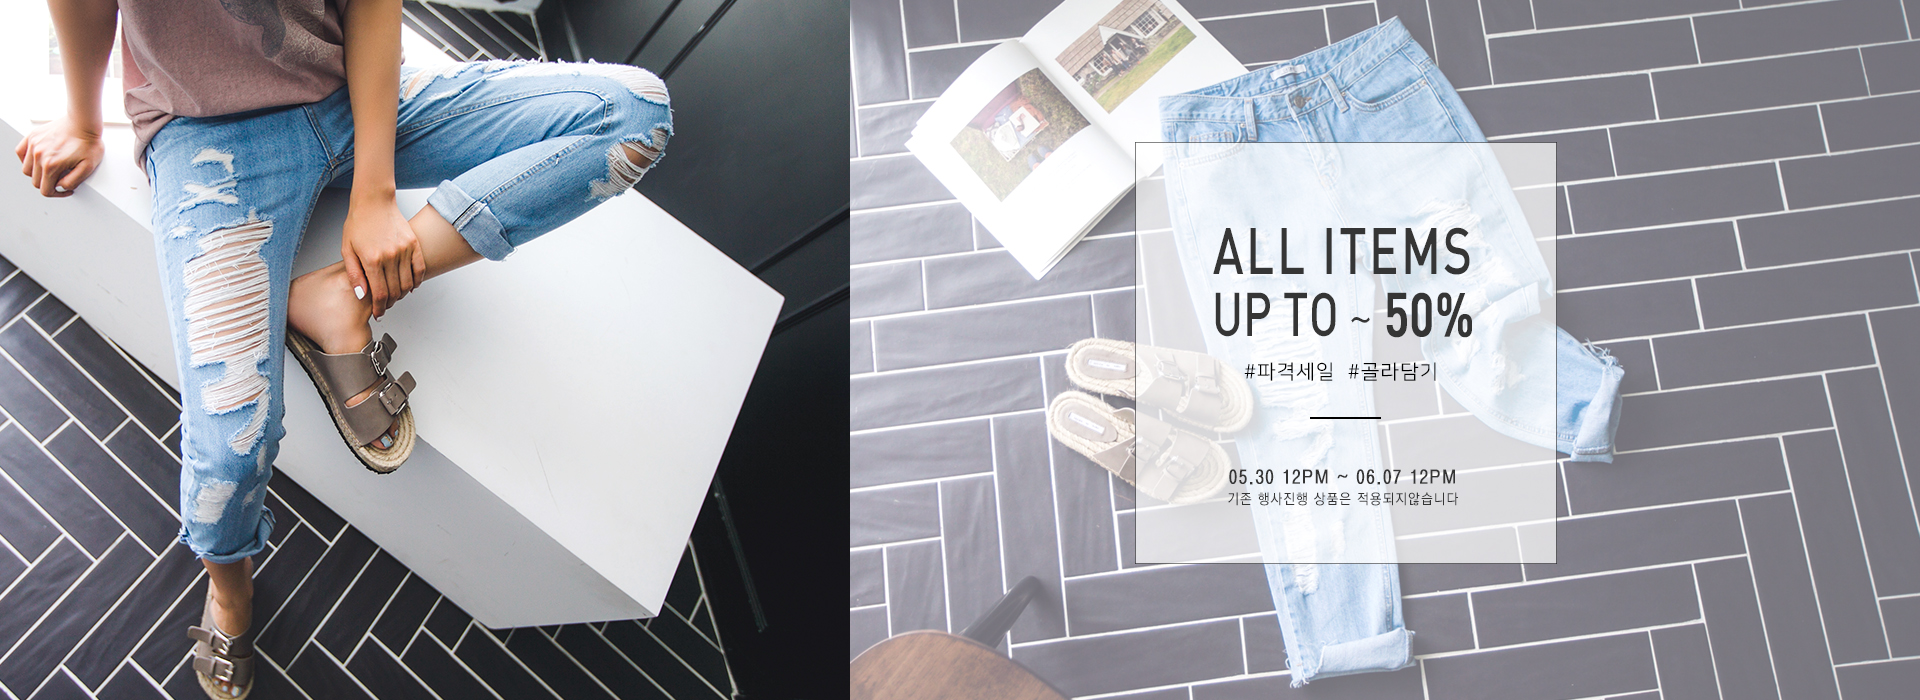 ALL ITEMS
UP TO ~ 50%
#파격세일 #골라담기
05.30 12PM ~ 06.07 12PM
기존 행사진행 상품은 적용되지않습니다